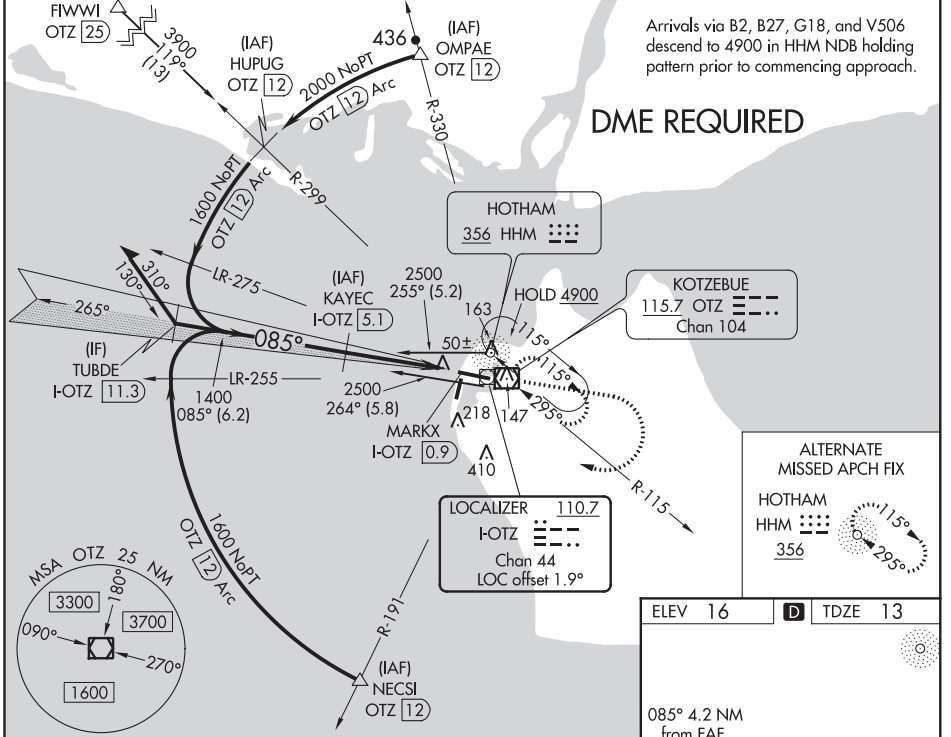 FIWWI
OTZ 25
3900
119°
(13)
(IAF)
HUPUG
OTZ 12
436
(IAF)
OMPAE
OTZ 12
2000 NoPT
OTZ 12 Arc
R-330
Arrivals via B2, B27, G18, and V506
descend to 4900 in HHM NDB holding
pattern prior to commencing approach.
DME REQUIRED
R-299
1600 NoPT
OTZ 12 Arc
HOTHAM
356 HHM
LR-275
310°
130°
265°
(IAF)
KAYEC
I-OTZ 5.1
2500
255° (5.2)
163
HOLD 4900
115°
KOTZEBUE
115.7 OTZ
Chan 104
085°
50±
115°
(IF)
TUBDE
I-OTZ 11.3
LR-255
1400
085° (6.2)
2500
264° (5.8)
MARKX
I-OTZ 0.9
218
147
295°
410
R-115
LOCALIZER 110.7
I-OTZ
Chan 44
LOC offset 1.9°
ALTERNATE
MISSED APCH FIX
HOTHAM
HHM
356
115°
295°
1600 NoPT
OTZ 12 Arc
R-191
(IAF)
NECSI
OTZ 12
MSA OTZ 25 NM
180°
3300
3700
090°
270°
1600
ELEV 16
D
TDZE 13
085° 4.2 NM
from FAF